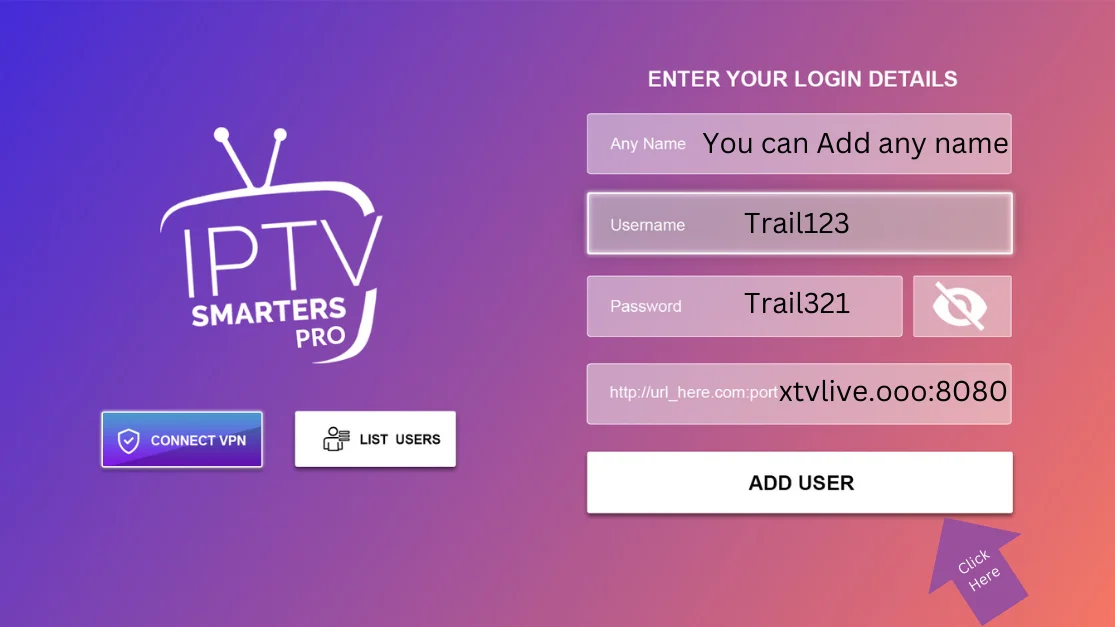 ENTER YOUR LOGIN DETAILS
Any Name You can Add any name
Username Trail123
Password Trail321
http://url_here.com:port xtvlive.ooo:8080
ADD USER
Click
Here
IPTV
SMARTERS
PRO
CONNECT VPN
LIST USERS